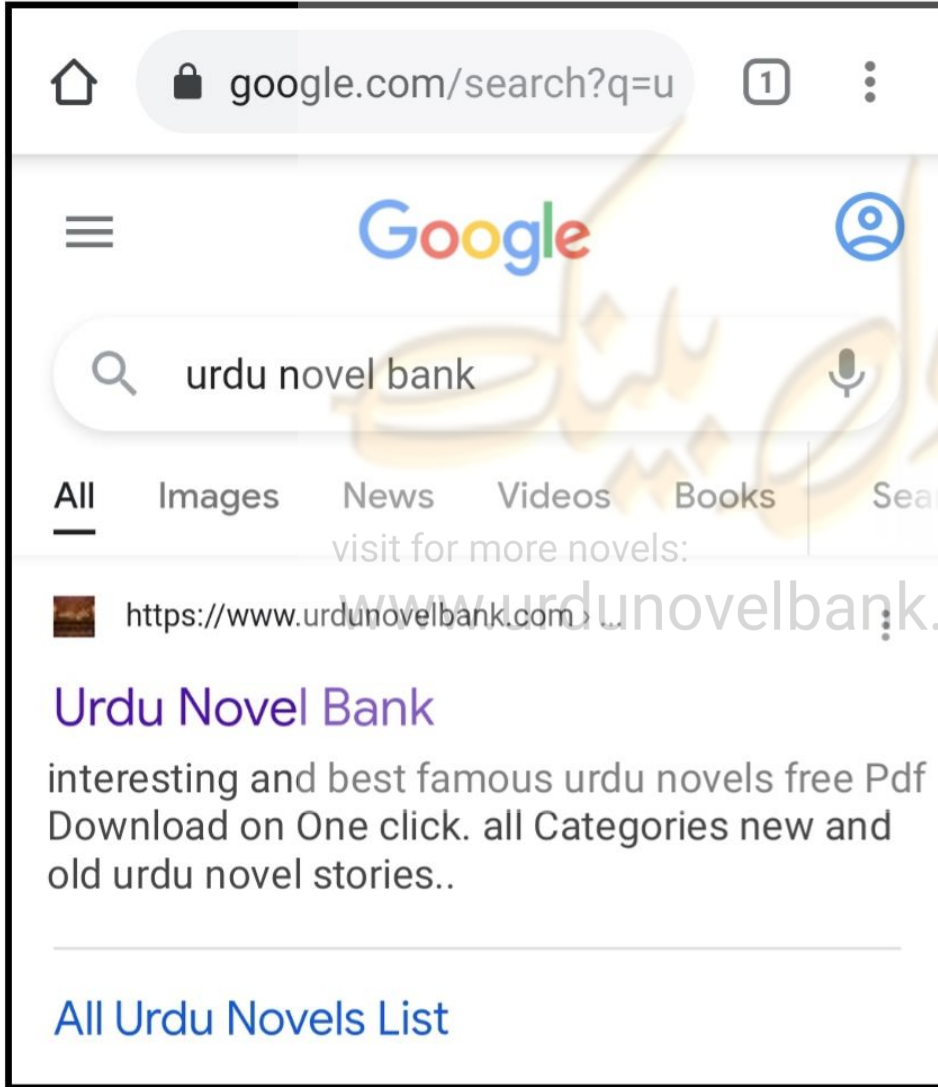 google.com/search?q=u
1
Google
urdu novel bank
All Images News Videos Books Sea
visit for more novels:
www.urdunovelbank.
https://www.urdunovelbank.com › ...
Urdu Novel Bank
interesting and best famous urdu novels free Pdf
Download on One click. all Categories new and
old urdu novel stories..
All Urdu Novels List